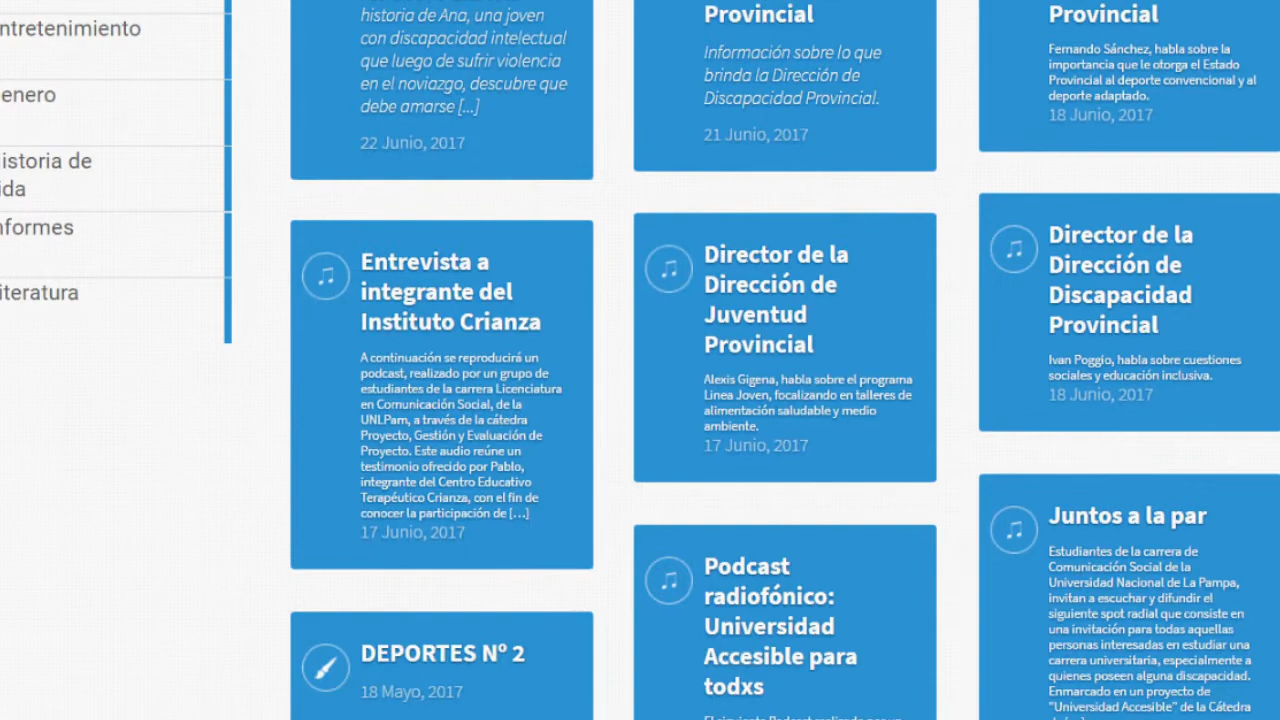 ntretenimiento
enero
istoria de
ida
nformes
iteratura
historia de Ana, una joven
con discapacidad intelectual
que luego de sufrir violencia
en el noviazgo, descubre que
debe amarse [...]
22 Junio, 2017
Entrevista a
integrante del
Instituto Crianza
A continuación se reproducirá un
podcast, realizado por un grupo de
estudiantes de la carrera Licenciatura
en Comunicación Social, de la
UNLPam, a través de la cátedra
Proyecto, Gestión y Evaluación de
Proyecto. Este audio reúne un
testimonio ofrecido por Pablo,
integrante del Centro Educativo
Terapéutico Crianza, con el fin de
conocer la participación de [...]
17 Junio, 2017
DEPORTES Nº 2
18 Mayo, 2017
Provincial
Información sobre lo que
brinda la Dirección de
Discapacidad Provincial.
21 Junio, 2017
Director de la
Dirección de
Juventud
Provincial
Alexis Gigena, habla sobre el programa
Linea Joven, focalizando en talleres de
alimentación saludable y medio
ambiente.
17 Junio, 2017
Podcast
radiofónico:
Universidad
Accesible para
todxs
Provincial
Fernando Sánchez, habla sobre la
importancia que le otorga el Estado
Provincial al deporte convencional y al
deporte adaptado.
18 Junio, 2017
Director de la
Dirección de
Discapacidad
Provincial
Ivan Poggio, habla sobre cuestiones
sociales y educación inclusiva.
18 Junio, 2017
Juntos a la par
Estudiantes de la carrera de
Comunicación Social de la
Universidad Nacional de La Pampa,
invitan a escuchar y difundir el
siguiente spot radial que consiste en
una invitación para todas aquellas
personas interesadas en estudiar una
carrera universitaria, especialmente a
quienes poseen alguna discapacidad.
Enmarcado en un proyecto de
"Universidad Accesible" de la Cátedra